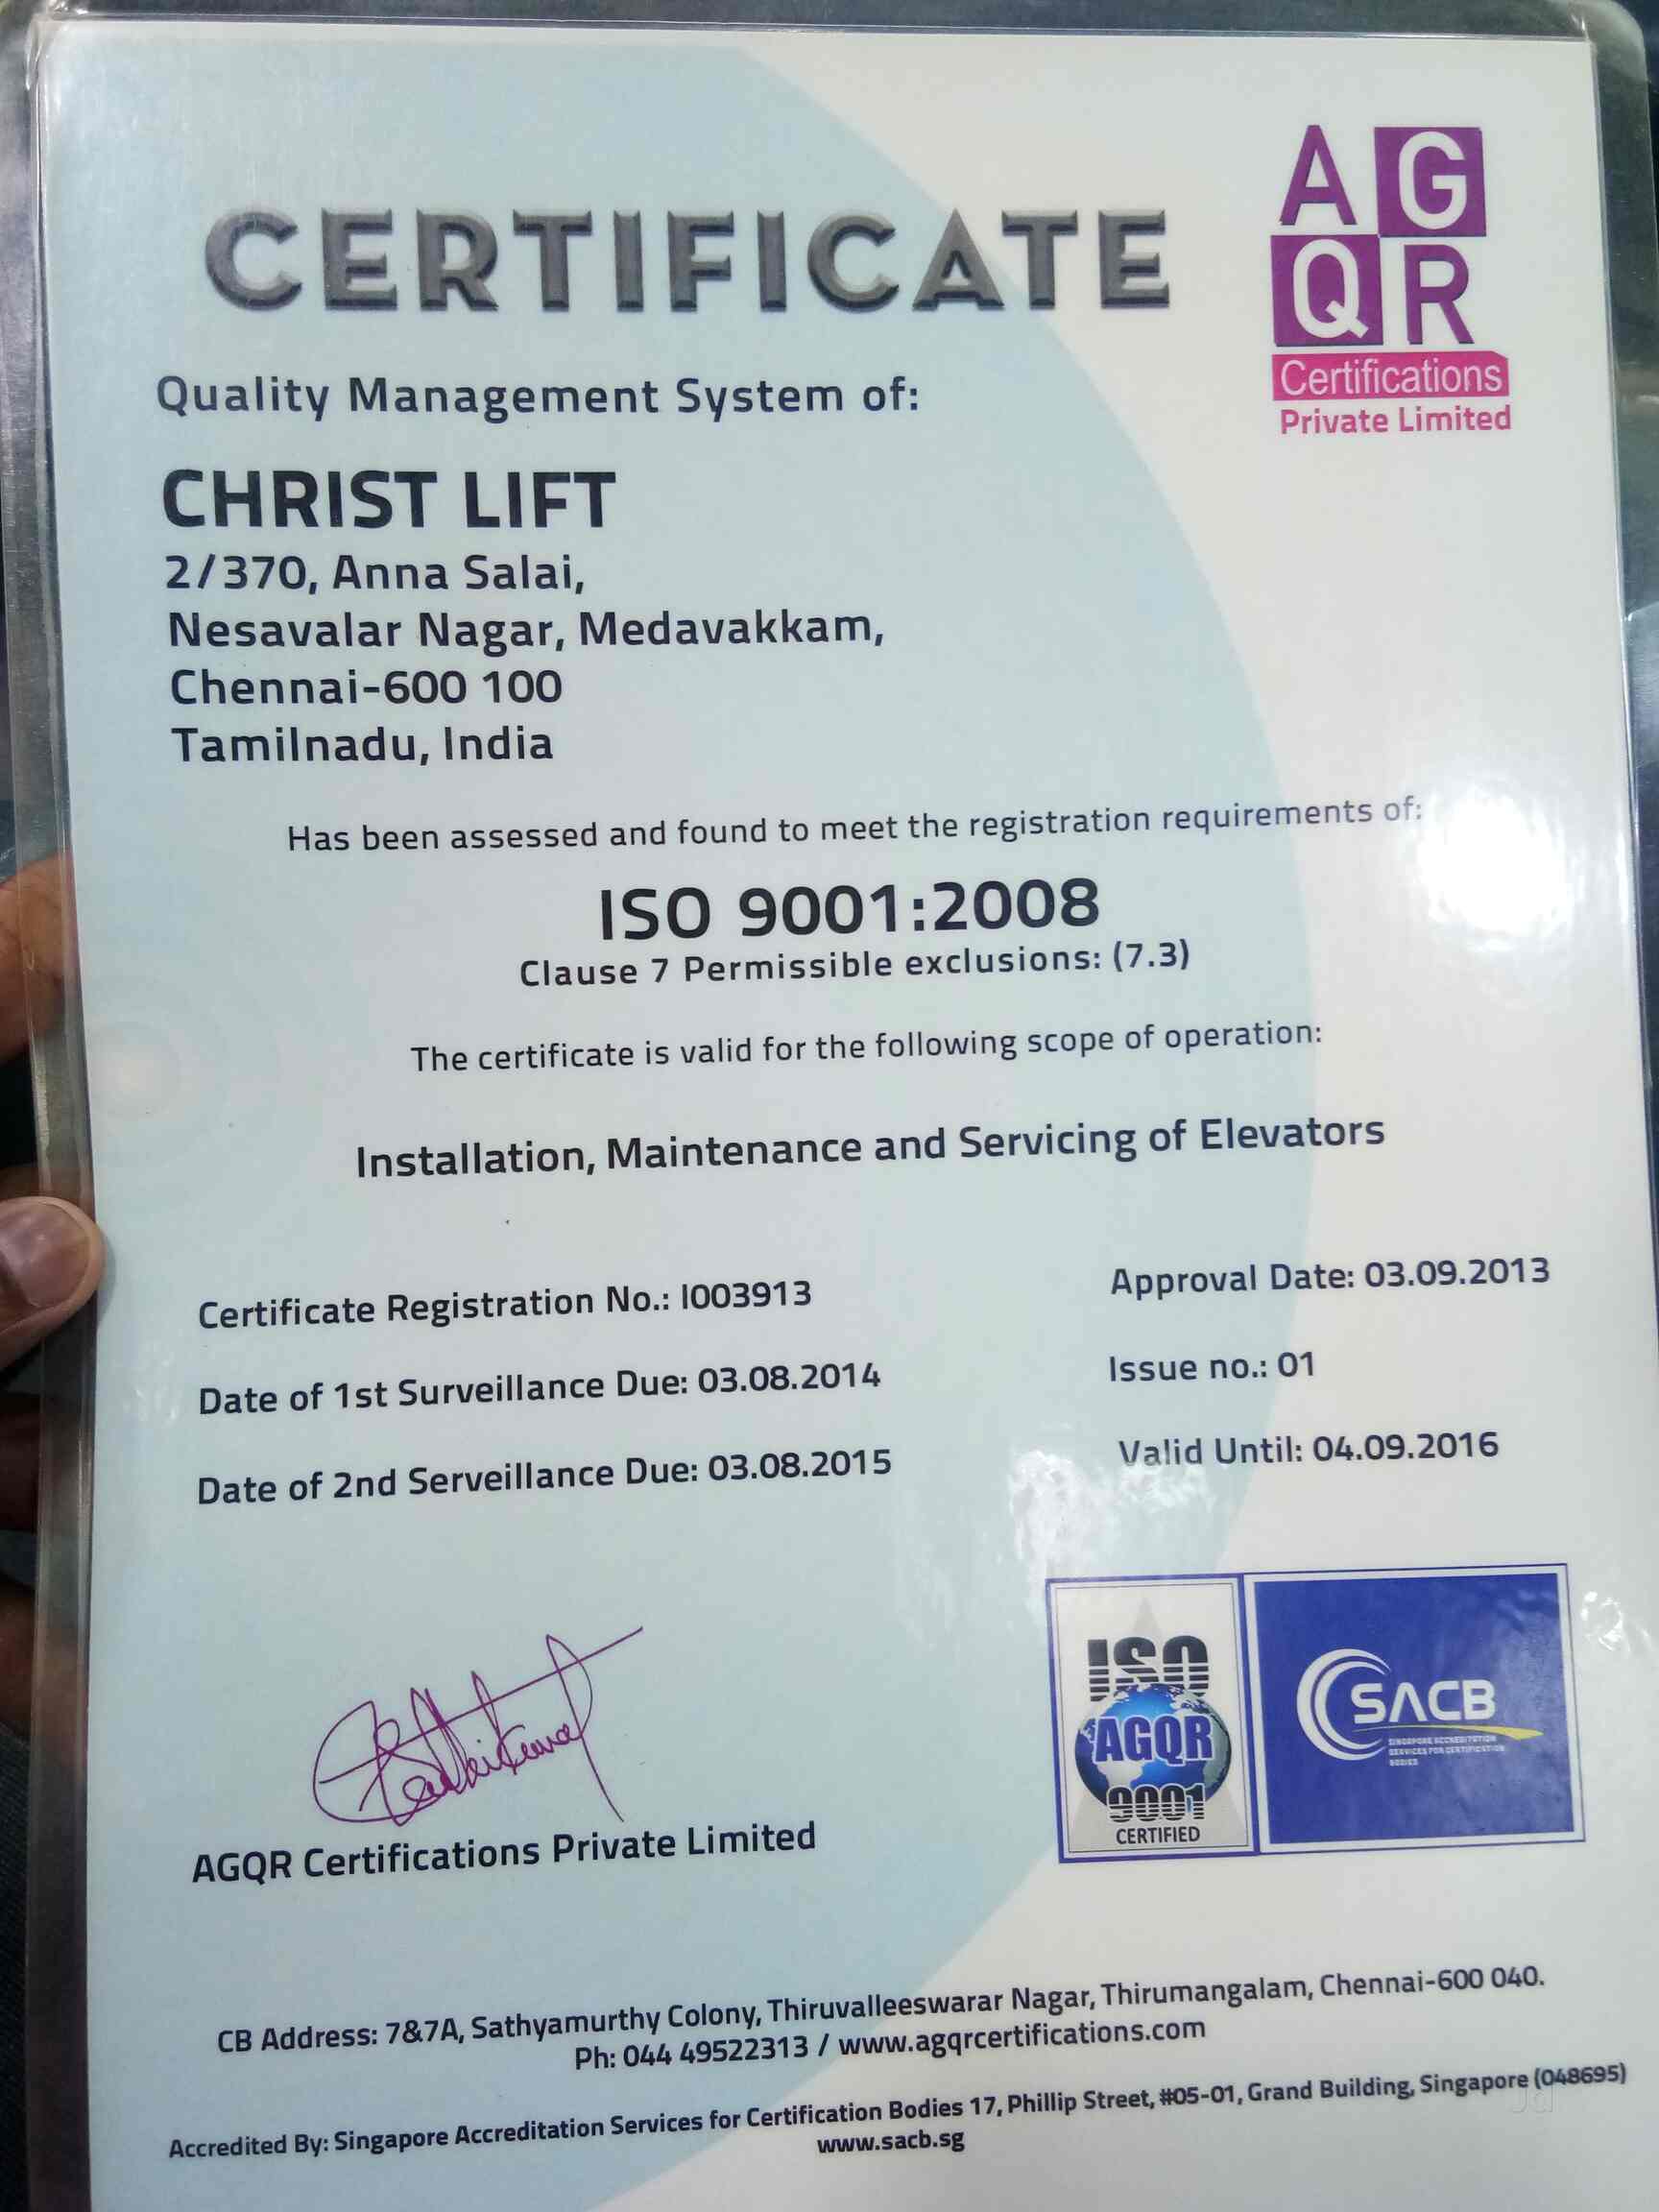 CERTIFICATE
A G
Q R
Certifications
Private Limited
Quality Management System of:
CHRIST LIFT
2/370, Anna Salai,
Nesavalar Nagar, Medavakkam,
Chennai-600 100
Tamilnadu, India
Has been assessed and found to meet the registration requirements of:
ISO 9001:2008
Clause 7 Permissible exclusions: (7.3)
The certificate is valid for the following scope of operation:
Installation, Maintenance and Servicing of Elevators
Certificate Registration No.: I003913
Approval Date: 03.09.2013
Date of 1st Surveillance Due: 03.08.2014
Issue no.: 01
Date of 2nd Serveillance Due: 03.08.2015
Valid Until: 04.09.2016
ISO
AGQR
9001
CERTIFIED
SACB
SINGAPORE ACCREDITATION
SERVICES FOR CERTIFICATION
BODIES
AGQR Certifications Private Limited
CB Address: 7&7A, Sathyamurthy Colony, Thiruvalleeswarar Nagar, Thirumangalam, Chennai-600 040.
Ph: 044 49522313 / www.agqrcertifications.com
Accredited By: Singapore Accreditation Services for Certification Bodies 17, Phillip Street, #05-01, Grand Building, Singapore (048695)
www.sacb.sg
Jd